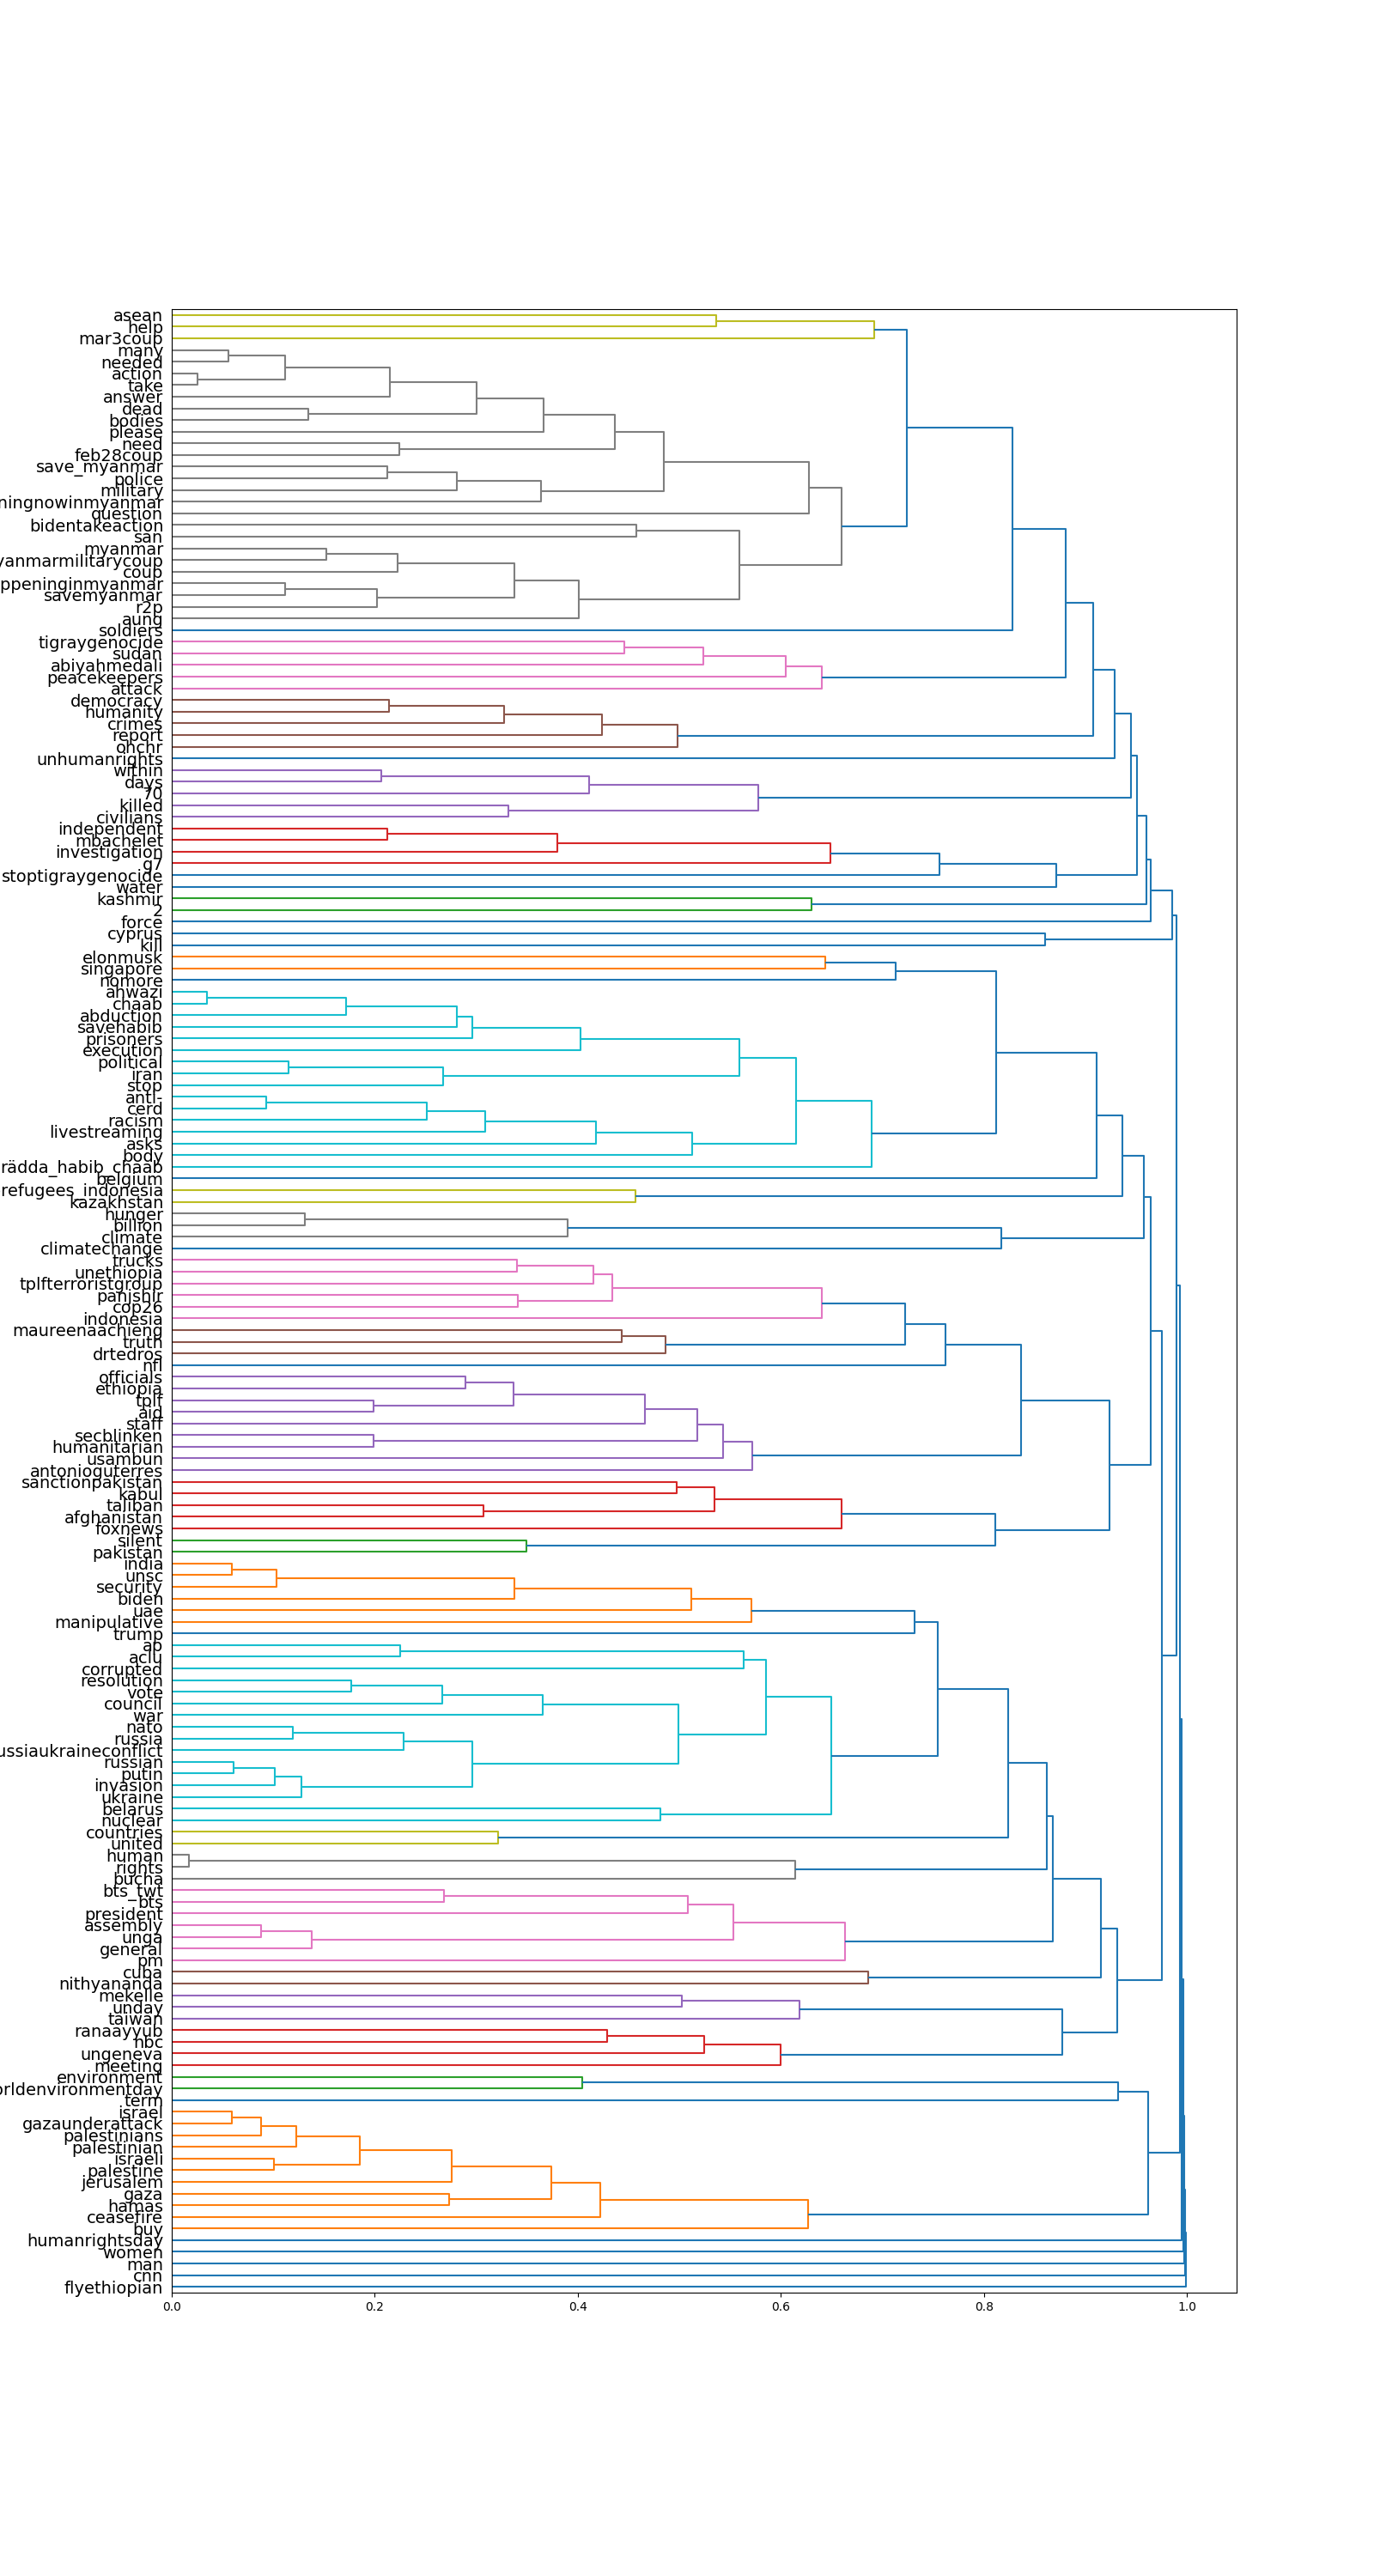 asean
help
mar3coup
many
needed
action
take
answer
dead
bodies
please
need
feb28coup
save_myanmar
police
military
ningnowinmyanmar
question
bidentakeaction
san
myanmar
yanmarmilitarycoup
coup
ppeninginmyanmar
savemyanmar
r2p
aung
soldiers
tigraygenocide
sudan
abiyahmedali
peacekeepers
attack
democracy
humanity
crimes
report
ohchr
unhumanrights
within
days
70
killed
civilians
independent
mbachelet
investigation
g7
stoptigraygenocide
water
kashmir
2
force
cyprus
kill
elonmusk
singapore
nomore
ahwazi
chaab
abduction
savehabib
prisoners
execution
political
iran
stop
anti-
cerd
racism
livestreaming
asks
body
rädda_habib_chaab
belgium
refugees_indonesia
kazakhstan
hunger
billion
climate
climatechange
trucks
unethiopia
tplfterroristgroup
panjshir
cop26
indonesia
maureenaachieng
truth
drtedros
nfl
officials
ethiopia
tplf
aid
staff
secblinken
humanitarian
usambun
antonioguterres
sanctionpakistan
kabul
taliban
afghanistan
foxnews
silent
pakistan
india
unsc
security
biden
uae
manipulative
trump
ap
aclu
corrupted
resolution
vote
council
war
nato
russia
ussiaukraineconflict
russian
putin
invasion
ukraine
belarus
nuclear
countries
united
human
rights
bucha
bts_twt
bts
president
assembly
unga
general
pm
cuba
nithyananda
mekelle
unday
taiwan
ranaayyub
nbc
ungeneva
meeting
environment
orldenvironmentday
term
israel
gazaunderattack
palestinians
palestinian
israeli
palestine
jerusalem
gaza
hamas
ceasefire
buy
humanrightsday
women
man
cnn
flyethiopian
0.0 0.2 0.4 0.6 0.8 1.0